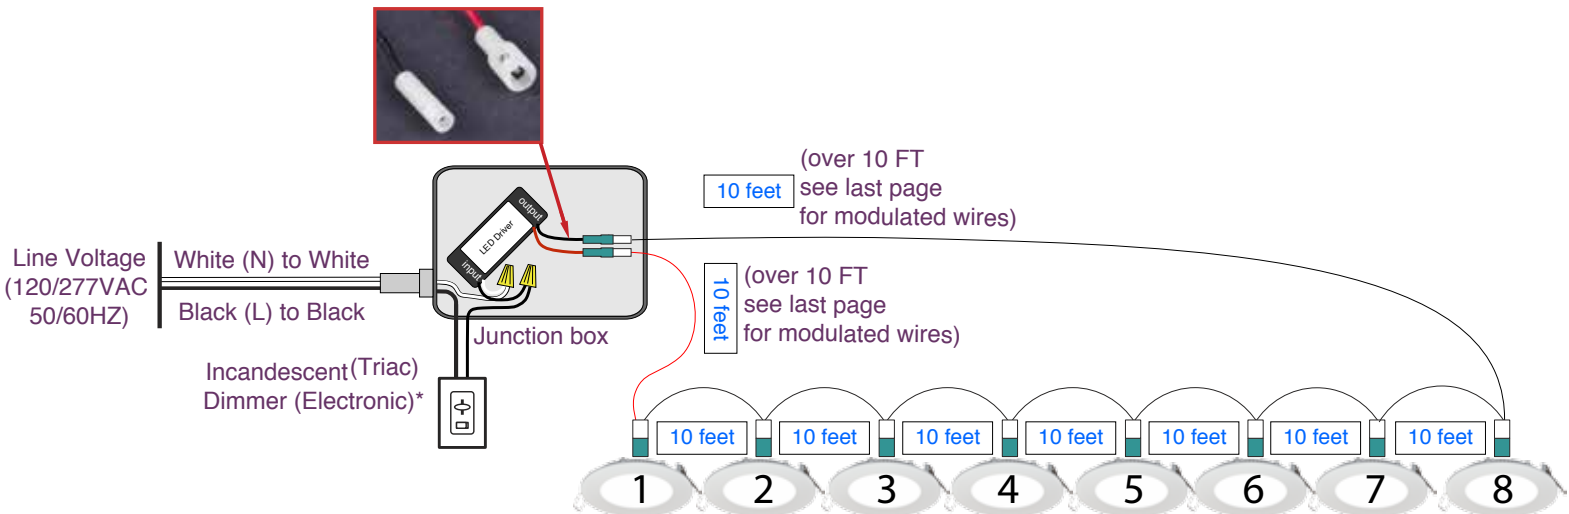 10 feet
(over 10 FT
see last page
for modulated wires)
output
LED Driver
input
Line Voltage
(120/277VAC
50/60HZ)
White (N) to White
Black (L) to Black
10 feet
(over 10 FT
see last page
for modulated wires)
Junction box
Incandescent (Triac)
Dimmer (Electronic)*
10 feet 10 feet 10 feet 10 feet 10 feet 10 feet 10 feet
1 2 3 4 5 6 7 8